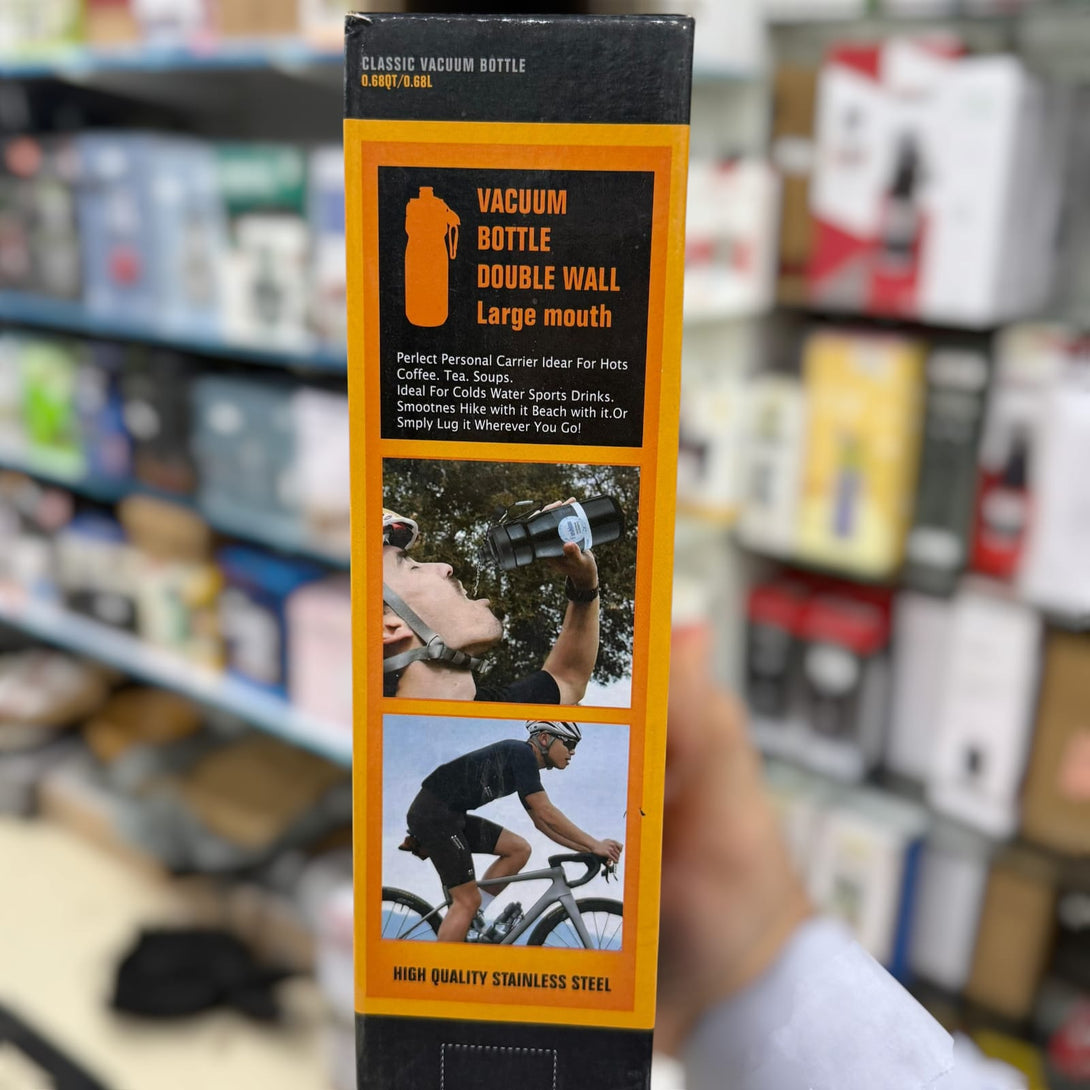 CLASSIC VACUUM BOTTLE
0.68QT/0.68L
VACUUM
BOTTLE
DOUBLE WALL
Large mouth
Perlect Personal Carrier Idear For Hots
Coffee. Tea. Soups.
Ideal For Colds Water Sports Drinks.
Smootnes Hike with it Beach with it.Or
Smply Lug it Wherever You Go!
HIGH QUALITY STAINLESS STEEL